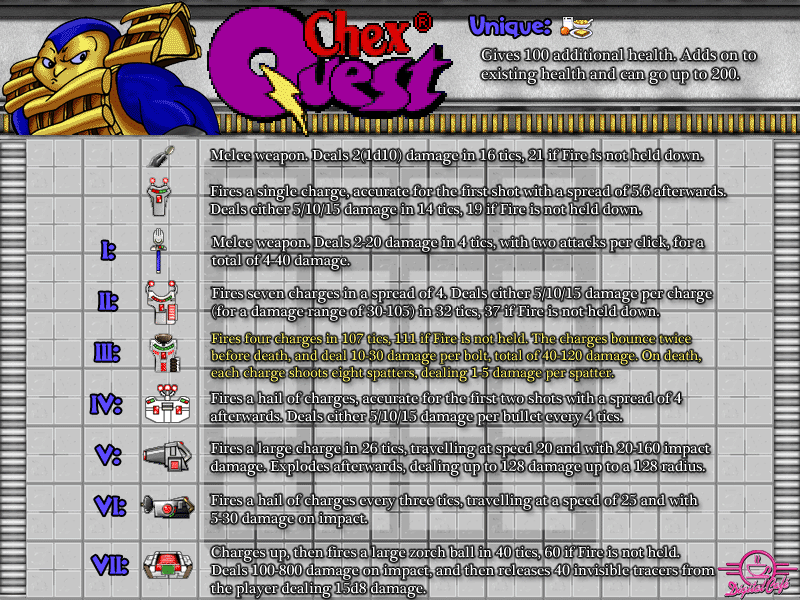 Chex®
Quest
Unique:
Gives 100 additional health. Adds on to
existing health and can go up to 200.
Melee weapon. Deals 2(1d10) damage in 16 tics, 21 if Fire is not held down.
Fires a single charge, accurate for the first shot with a spread of 5.6 afterwards.
Deals either 5/10/15 damage in 14 tics, 19 if Fire is not held down.
I:
Melee weapon. Deals 2-20 damage in 4 tics, with two attacks per click, for a
total of 4-40 damage.
II:
Fires seven charges in a spread of 4. Deals either 5/10/15 damage per charge
(for a damage range of 30-105) in 32 tics, 37 if Fire is not held down.
III:
Fires four charges in 107 tics, 111 if Fire is not held. The charges bounce twice
before death, and deal 10-30 damage per bolt, total of 40-120 damage. On death,
each charge shoots eight spatters, dealing 1-5 damage per spatter.
IV:
Fires a hail of charges, accurate for the first two shots with a spread of 4
afterwards. Deals either 5/10/15 damage per bullet every 4 tics.
V:
Fires a large charge in 26 tics, travelling at speed 20 and with 20-160 impact
damage. Explodes afterwards, dealing up to 128 damage up to a 128 radius.
VI:
Fires a hail of charges every three tics, travelling at a speed of 25 and with
5-30 damage on impact.
VII:
Charges up, then fires a large zorch ball in 40 tics, 60 if Fire is not held.
Deals 100-800 damage on impact, and then releases 40 invisible tracers from
the player dealing 15d8 damage.
Digital Café